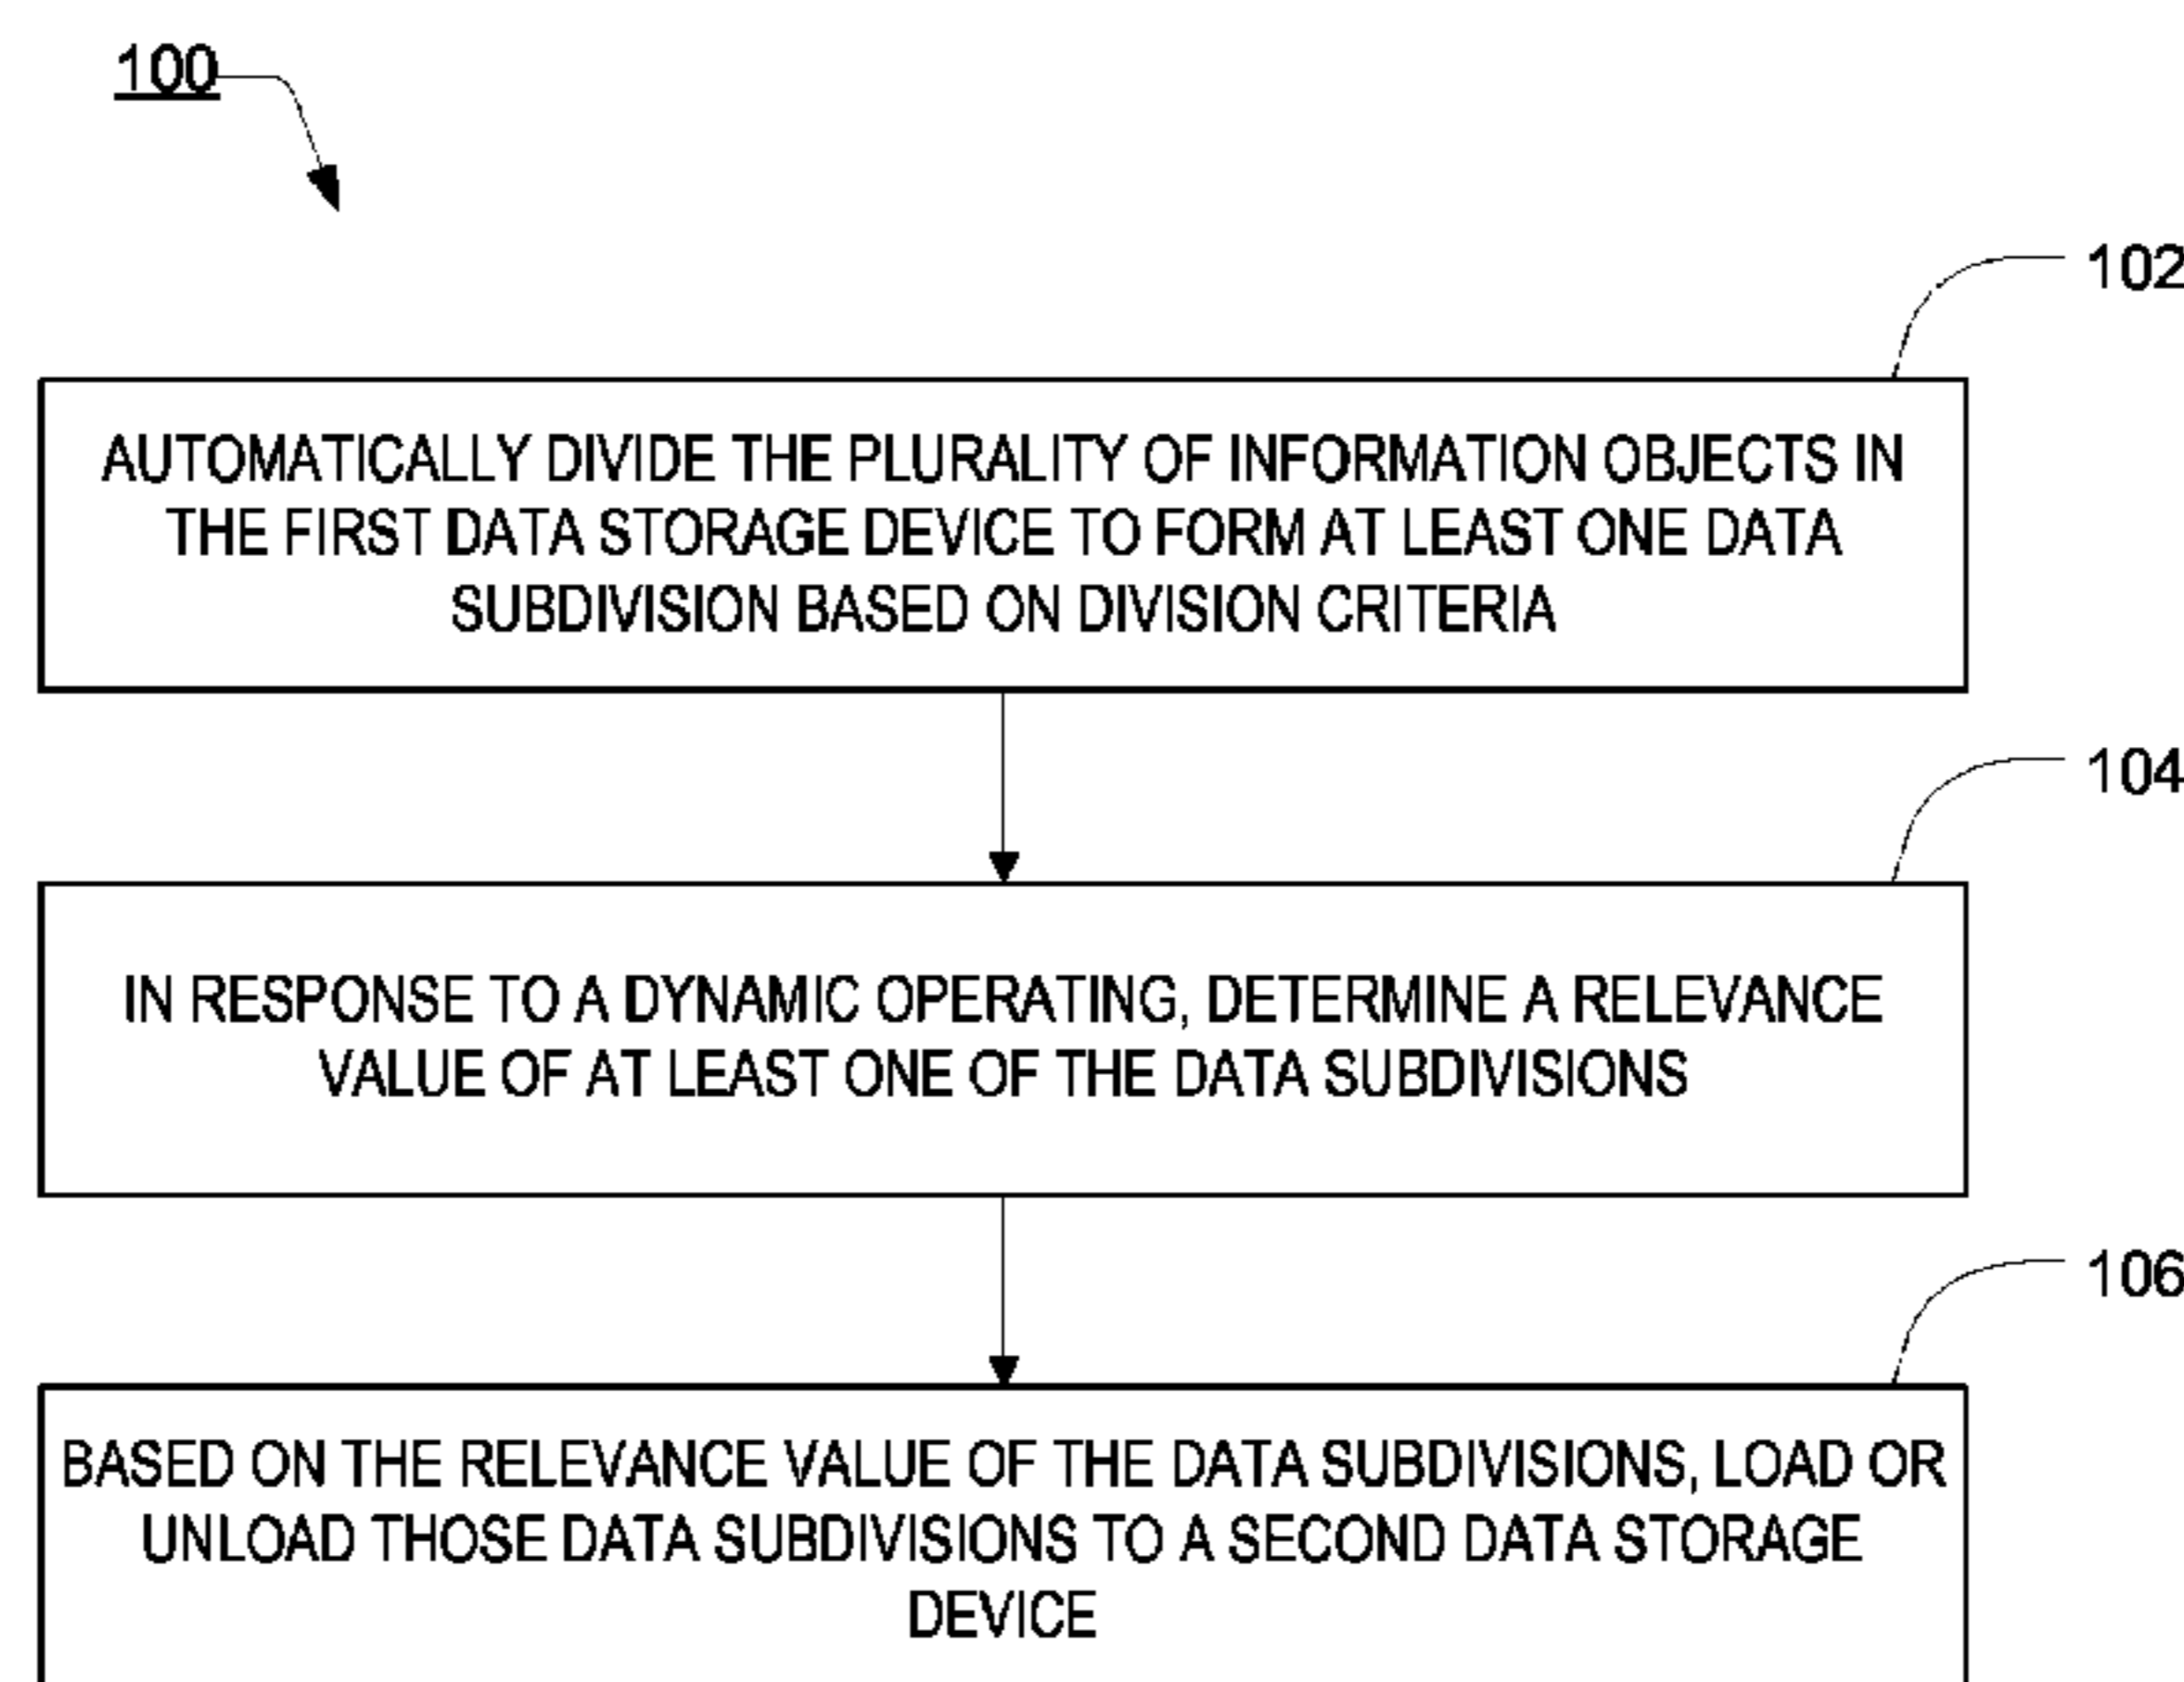 100
102
AUTOMATICALLY DIVIDE THE PLURALITY OF INFORMATION OBJECTS IN
THE FIRST DATA STORAGE DEVICE TO FORM AT LEAST ONE DATA
SUBDIVISION BASED ON DIVISION CRITERIA
104
IN RESPONSE TO A DYNAMIC OPERATING, DETERMINE A RELEVANCE
VALUE OF AT LEAST ONE OF THE DATA SUBDIVISIONS
106
BASED ON THE RELEVANCE VALUE OF THE DATA SUBDIVISIONS, LOAD OR
UNLOAD THOSE DATA SUBDIVISIONS TO A SECOND DATA STORAGE
DEVICE